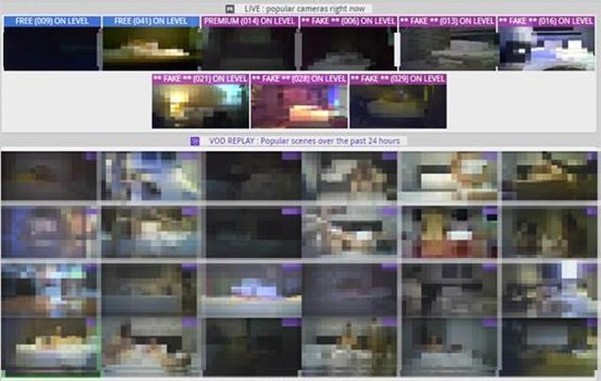 LIVE : popular cameras right now
FREE (009) ON LEVEL
FREE (041) ON LEVEL
PREMIUM (014) ON LEVEL
** FAKE ** (006) ON LEVEL
** FAKE ** (013) ON LEVEL
** FAKE ** (016) ON LEVEL
** FAKE ** (021) ON LEVEL
** FAKE ** (028) ON LEVEL
** FAKE ** (029) ON LEVEL
VOD REPLAY : Popular scenes over the past 24 hours